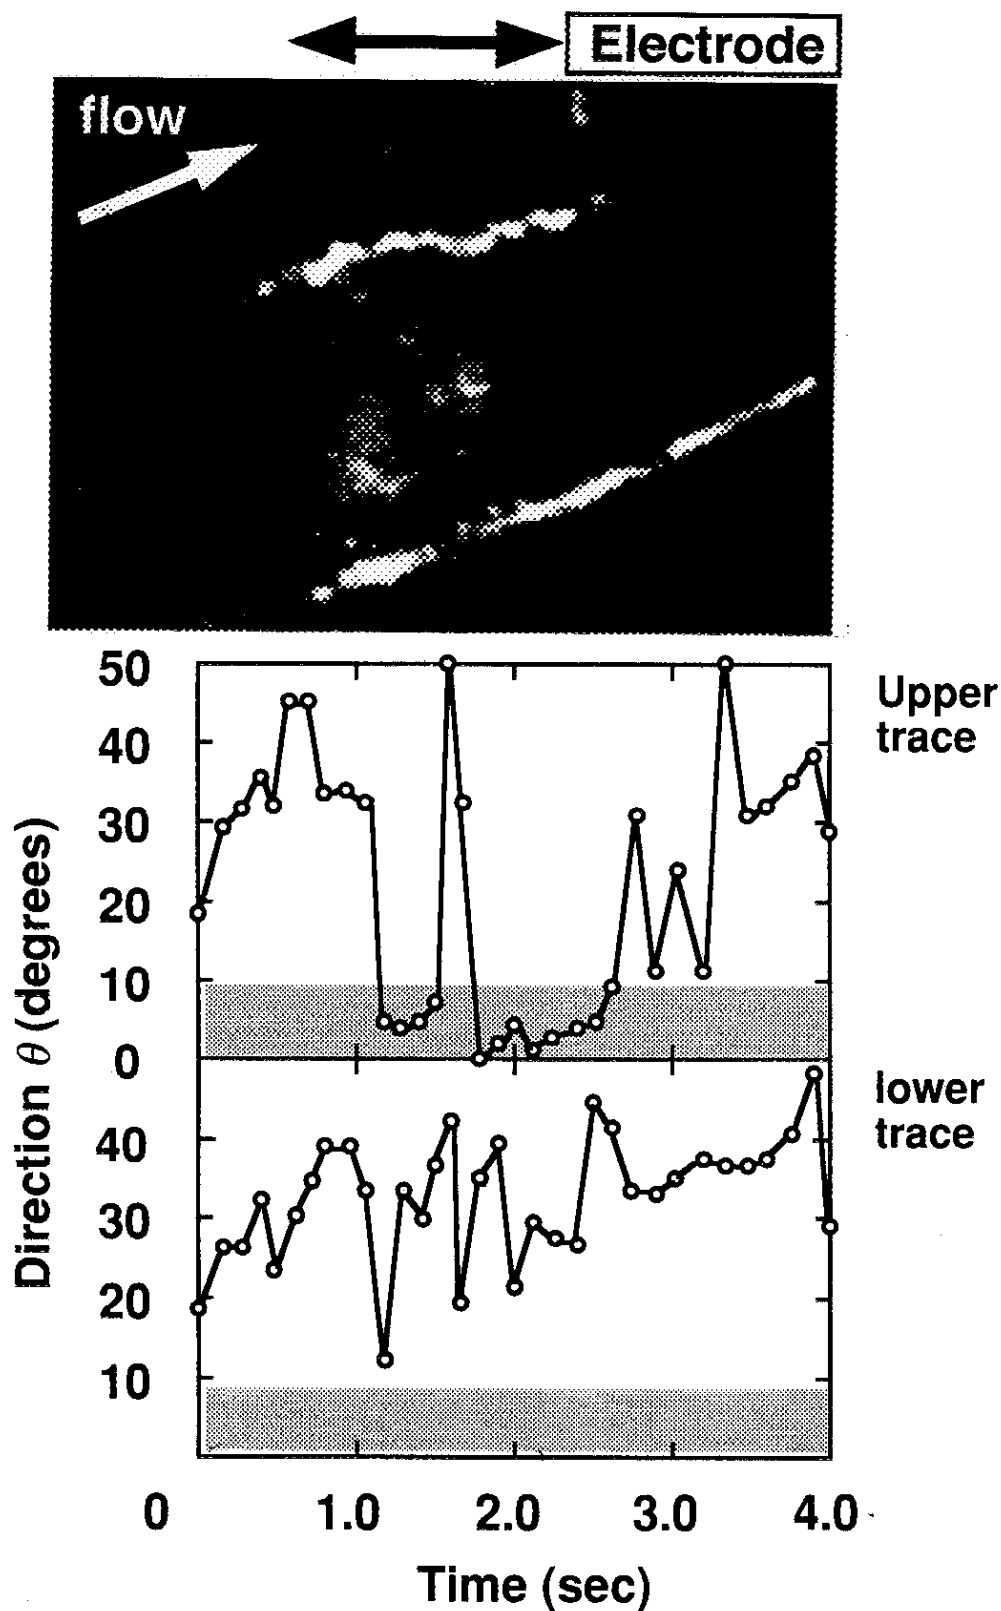 Electrode
flow
50
40
30
20
10
0
Upper
trace
40
30
20
10
lower
trace
Direction θ (degrees)
0 1.0 2.0 3.0 4.0
Time (sec)